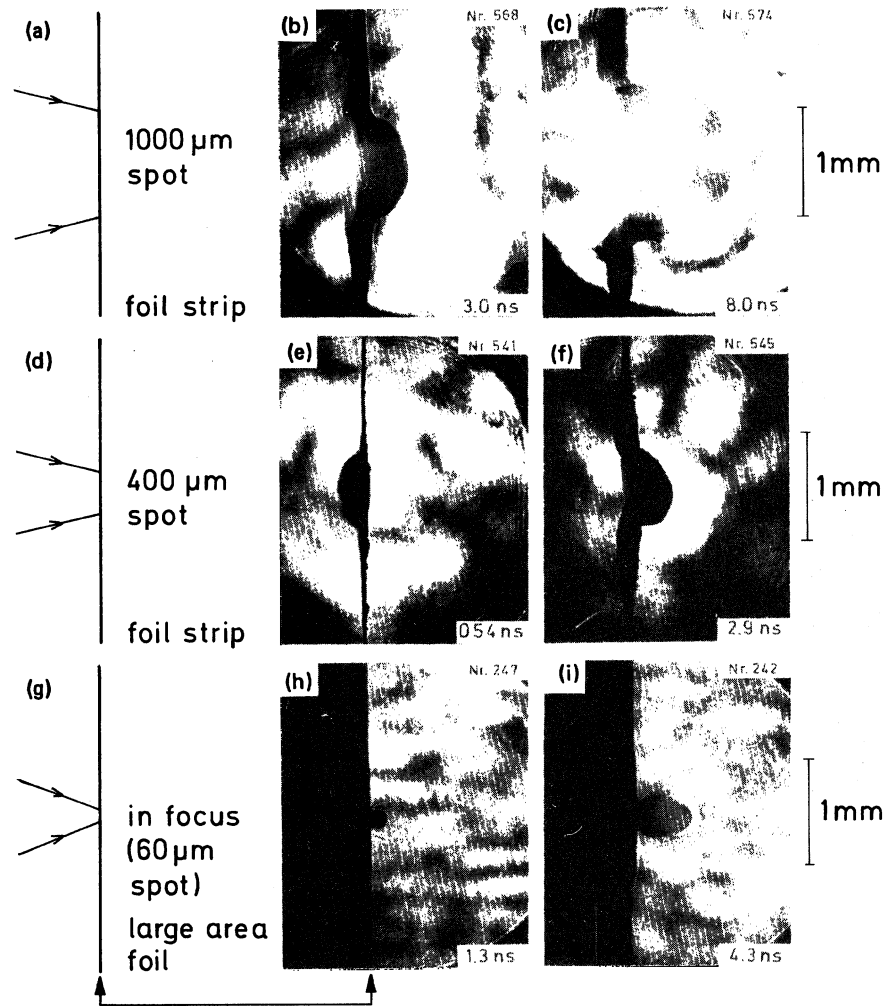 (a)
1000 µm
spot
foil strip
(b)
Nr. 568
3.0 ns
(c)
Nr. 574
8.0 ns
1mm
(d)
400 µm
spot
foil strip
(e)
Nr 541
0.54 ns
(f)
Nr. 545
2.9 ns
1mm
(g)
in focus
(60 µm
spot)
large area
foil
(h)
Nr. 247
1.3 ns
(i)
Nr. 242
4.3 ns
1mm